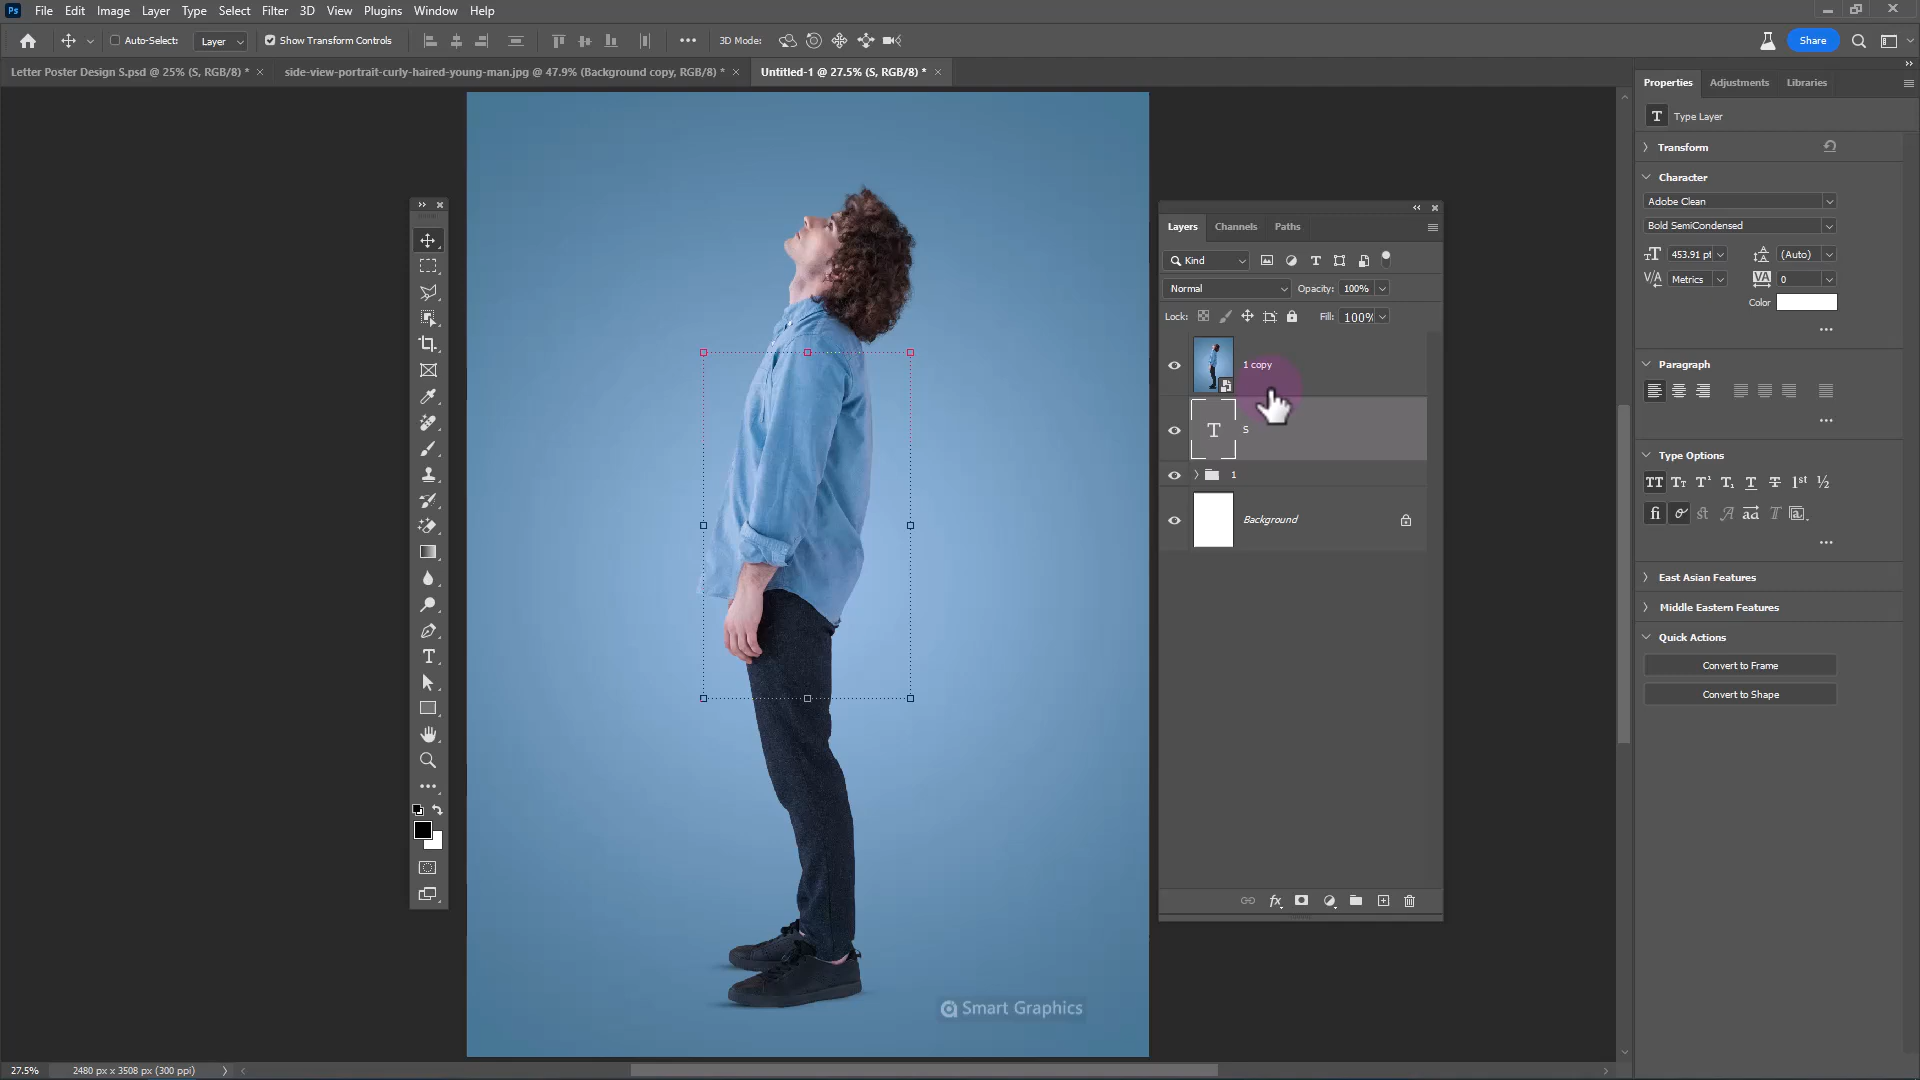 Ps File Edit Image Layer Type Select Filter 3D View Plugins Window Help
Auto-Select: Layer Show Transform Controls 3D Mode: Share
Letter Poster Design S.psd @ 25% (S, RGB/8) * × side-view-portrait-curly-haired-young-man.jpg @ 47.9% (Background copy, RGB/8) * × Untitled-1 @ 27.5% (S, RGB/8) * ×
Properties Adjustments Libraries
T Type Layer
Transform
Character
Adobe Clean
Bold SemiCondensed
453.91 pt (Auto)
Metrics 0
Color
Paragraph
Type Options
East Asian Features
Middle Eastern Features
Quick Actions
Convert to Frame
Convert to Shape
Layers Channels Paths
Kind
Normal Opacity: 100%
Lock: Fill: 100%
1 copy
T S
1
Background
fx
Smart Graphics
27.5% 2480 px x 3508 px (300 ppi)